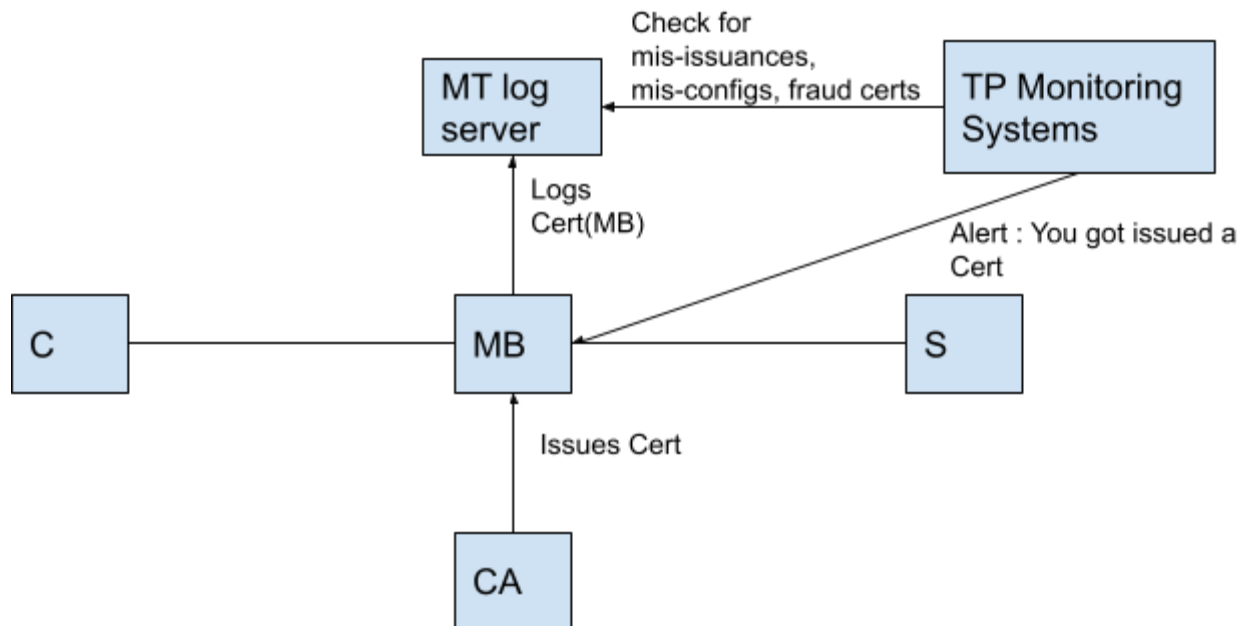 Check for
mis-issuances,
mis-configs, fraud certs
MT log
server
TP Monitoring
Systems
Logs
Cert(MB)
Alert : You got issued a
Cert
C
MB
S
Issues Cert
CA